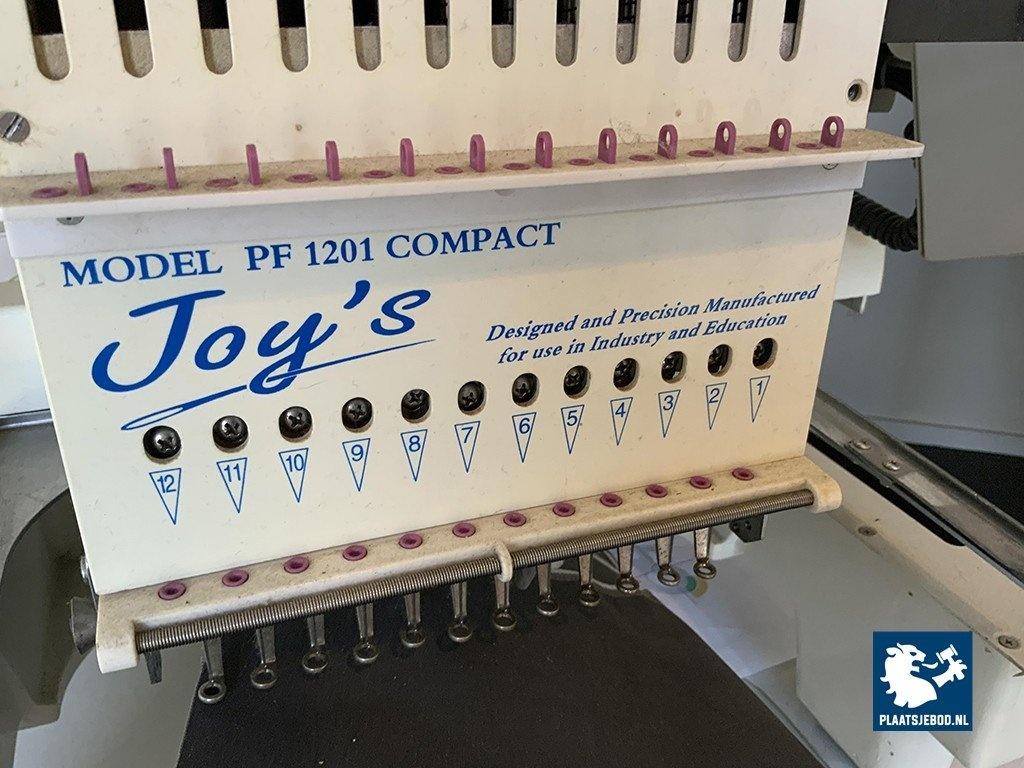 MODEL PF 1201 COMPACT
Joy's
Designed and Precision Manufactured
for use in Industry and Education
12 11 10 9 8 7 6 5 4 3 2 1
PLAATSJEBOD.NL